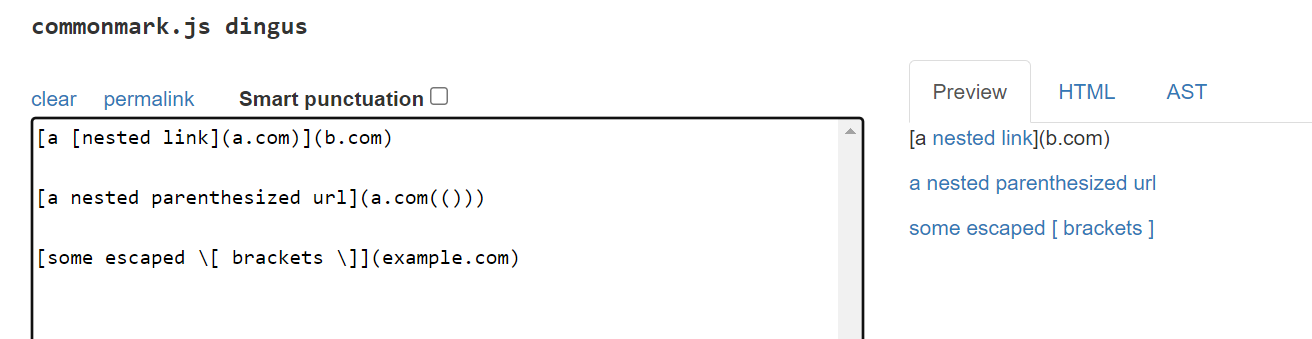 commonmark.js dingus
clear permalink Smart punctuation
[a [nested link](a.com)](b.com)
[a nested parenthesized url](a.com(()))
[some escaped \[ brackets \]](example.com)
Preview HTML AST
[a nested link](b.com)
a nested parenthesized url
some escaped [ brackets ]